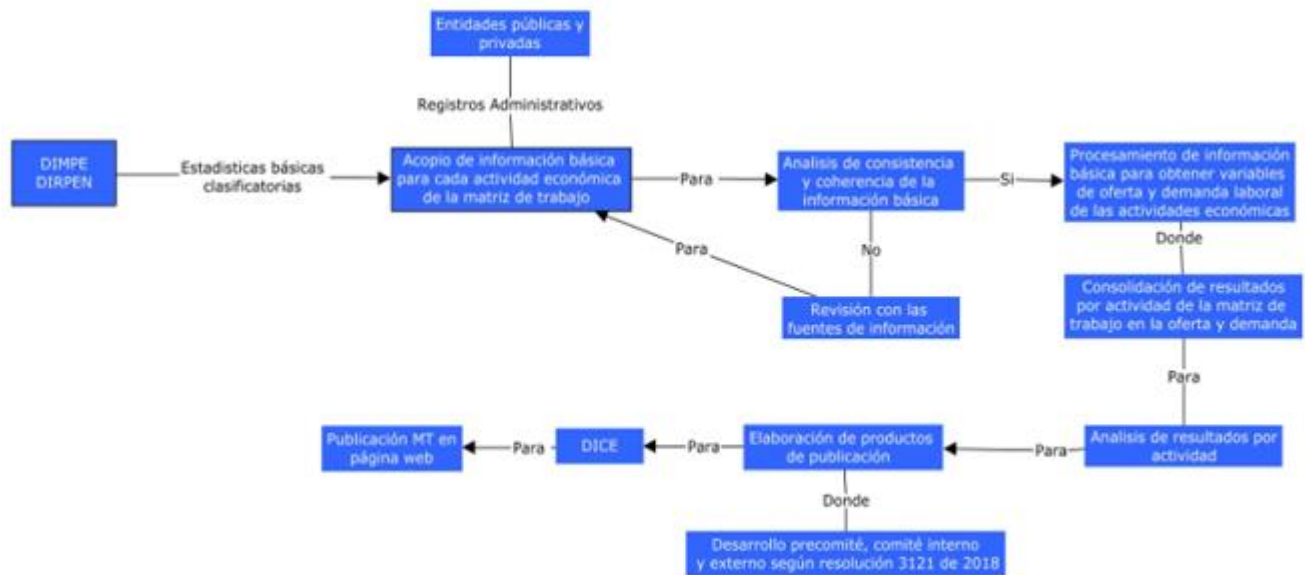 Entidades públicas y
privadas
Registros Administrativos
DIMPE
DIRPEN
Estadisticas básicas
clasificatorias
Acopio de información básica
para cada actividad económica
de la matriz de trabajo
Para
Analisis de consistencia
y coherencia de la
información básica
Si
Procesamiento de información
básica para obtener variables
de oferta y demanda laboral
de las actividades económicas
Para
No
Donde
Revisión con las
fuentes de información
Consolidación de resultados
por actividad de la matriz de
trabajo en la oferta y demanda
Para
Publicación MT en
página web
Para
DICE
Para
Elaboración de productos
de publicación
Para
Analisis de resultados por
actividad
Donde
Desarrollo precomité, comité interno
y externo según resolución 3121 de 2018